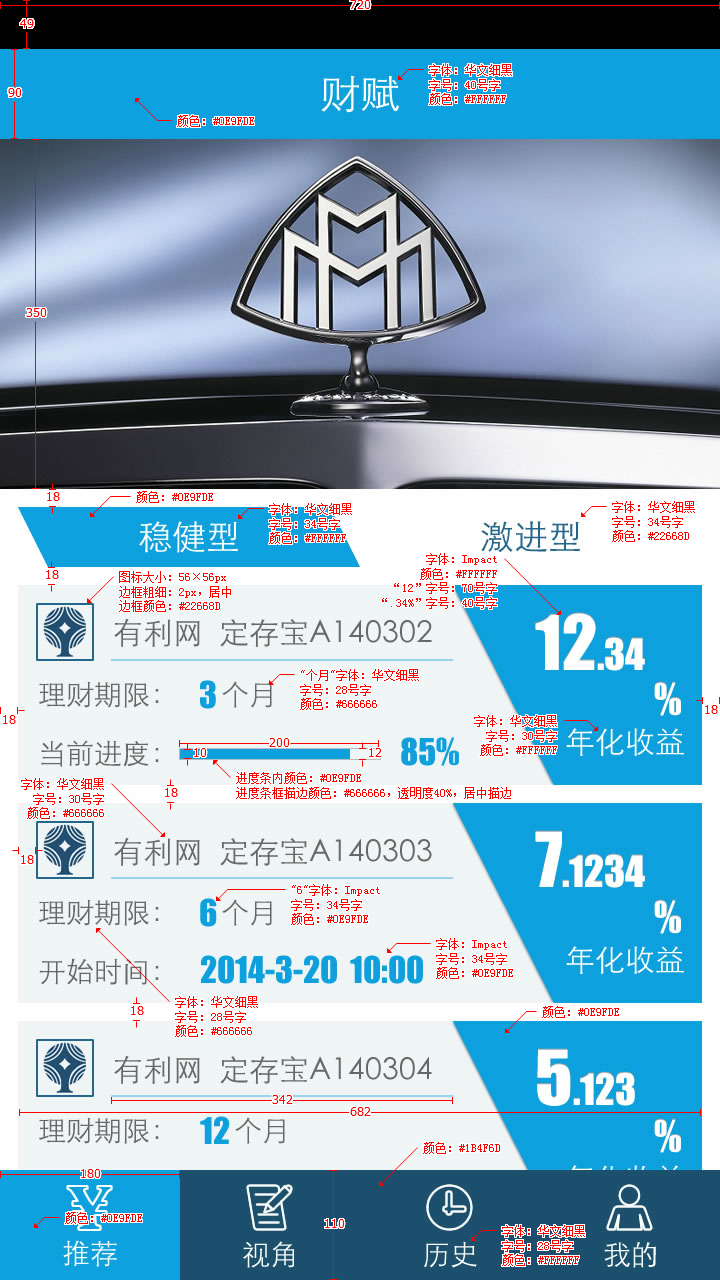 720
49
90
财赋
字体：华文细黑
字号：40号字
颜色：#FFFFFF
颜色：#0E9FDE
350
18
颜色：#0E9FDE
稳健型
字体：华文细黑
字号：34号字
颜色：#FFFFFF
激进型
字体：华文细黑
字号：34号字
颜色：#22668D
18
图标大小：56×56px
边框粗细：2px，居中
边框颜色：#22668D
字体：Impact
颜色：#FFFFFF
“12”字号：70号字
“.34%”字号：40号字
有利网 定存宝A140302
12.34
%
理财期限：
3个月
“个月”字体：华文细黑
字号：28号字
颜色：#666666
18
18
字体：华文细黑
字号：30号字
颜色：#FFFFFF
年化收益
当前进度：
200
10
12
85%
进度条内颜色：#0E9FDE
进度条框描边颜色：#666666，透明度40%，居中描边
字体：华文细黑
字号：30号字
颜色：#666666
18
18
有利网 定存宝A140303
7.1234
%
理财期限：
6个月
“6”字体：Impact
字号：34号字
颜色：#0E9FDE
年化收益
开始时间：
2014-3-20 10:00
字体：Impact
字号：34号字
颜色：#0E9FDE
18
字体：华文细黑
字号：28号字
颜色：#666666
颜色：#0E9FDE
有利网 定存宝A140304
5.123
%
342
682
理财期限：
12个月
颜色：#1B4F6D
年化收益
180
颜色：#0E9FDE
110
推荐
视角
历史
字体：华文细黑
字号：26号字
颜色：#FFFFFF
我的